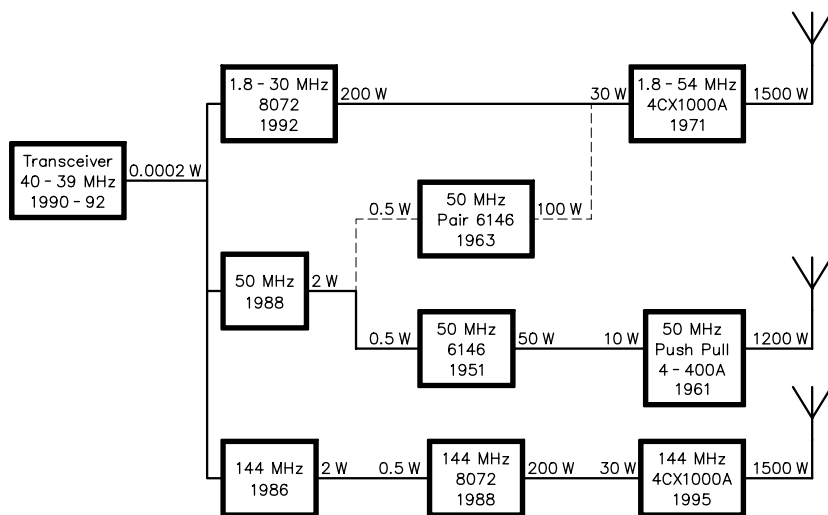 1.8 - 30 MHz
8072
1992
200 W
30 W
1.8 - 54 MHz
4CX1000A
1971
1500 W
Transceiver
40 - 39 MHz
1990 - 92
0.0002 W
0.5 W
50 MHz
Pair 6146
1963
100 W
50 MHz
1988
2 W
0.5 W
50 MHz
6146
1951
50 W
10 W
50 MHz
Push Pull
4 - 400A
1961
1200 W
144 MHz
1986
2 W
0.5 W
144 MHz
8072
1988
200 W
30 W
144 MHz
4CX1000A
1995
1500 W